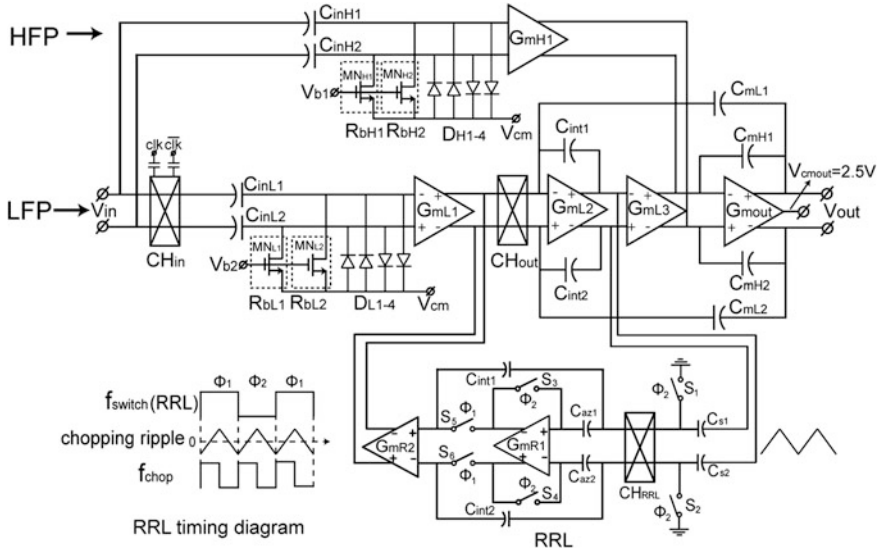 HFP
CinH1
CinH2
GmH1
MNH1 MNH2
Vb1
RbH1 RbH2 DH1-4 Vcm
CmL1
clk clk
Cint1
CmH1
Vcmout=2.5V
LFP
Vin
CinL1
CinL2
GmL1
GmL2
GmL3
Gmout
Vout
CHin
MNL1 MNL2
Vb2
RbL1 RbL2 DL1-4 Vcm
CHout
Cint2
CmH2
CmL2
Φ1 Φ2 Φ1
fswitch(RRL)
chopping ripple 0
fchop
RRL timing diagram
Cint1
S3
Φ2
S5
Φ1
Caz1
Φ2
S1
Cs1
GmR2
GmR1
S6
Φ1
Caz2
Cs2
Φ2
S4
CHRRL
Φ2
S2
Cint2
RRL
- +
+ -
- +
+ -
- +
+ -
- +
+ -
- +
+ -
- +
+ -